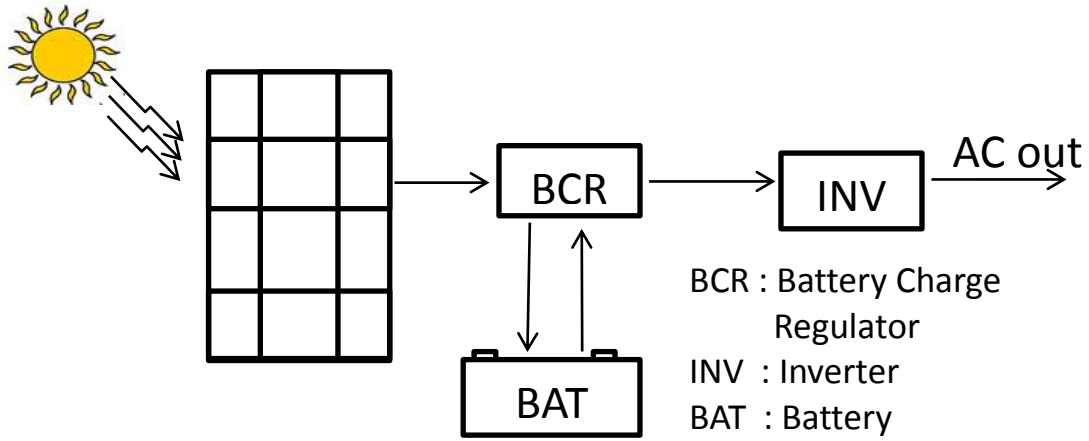 AC out
BCR
INV
BAT
BCR : Battery Charge
Regulator
INV : Inverter
BAT : Battery